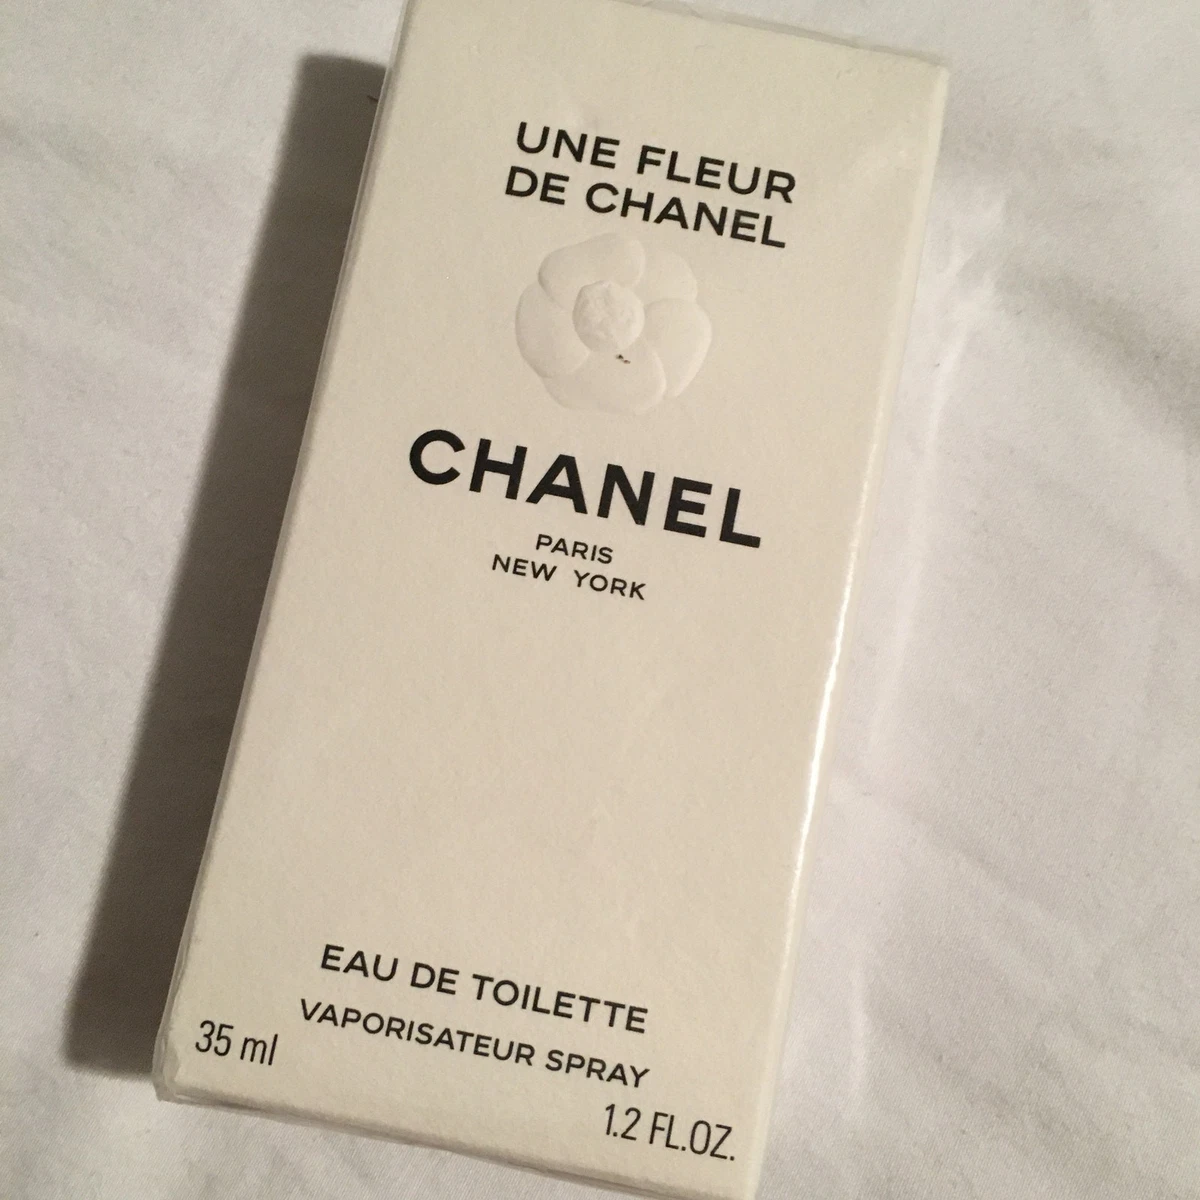 UNE FLEUR
DE CHANEL
CHANEL
PARIS
NEW YORK
EAU DE TOILETTE
VAPORISATEUR SPRAY
35 ml
1.2 FL.OZ.